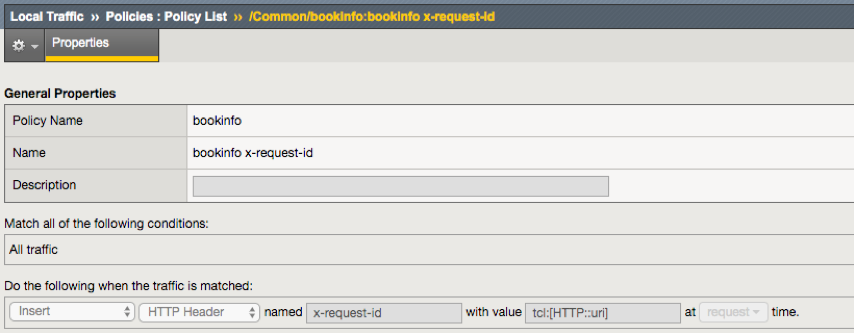 Local Traffic ›› Policies : Policy List ›› /Common/bookinfo:bookinfo x-request-id
Properties
General Properties
Policy Name bookinfo
Name bookinfo x-request-id
Description
Match all of the following conditions:
All traffic
Do the following when the traffic is matched:
Insert HTTP Header named x-request-id with value tcl:[HTTP::uri] at request time.